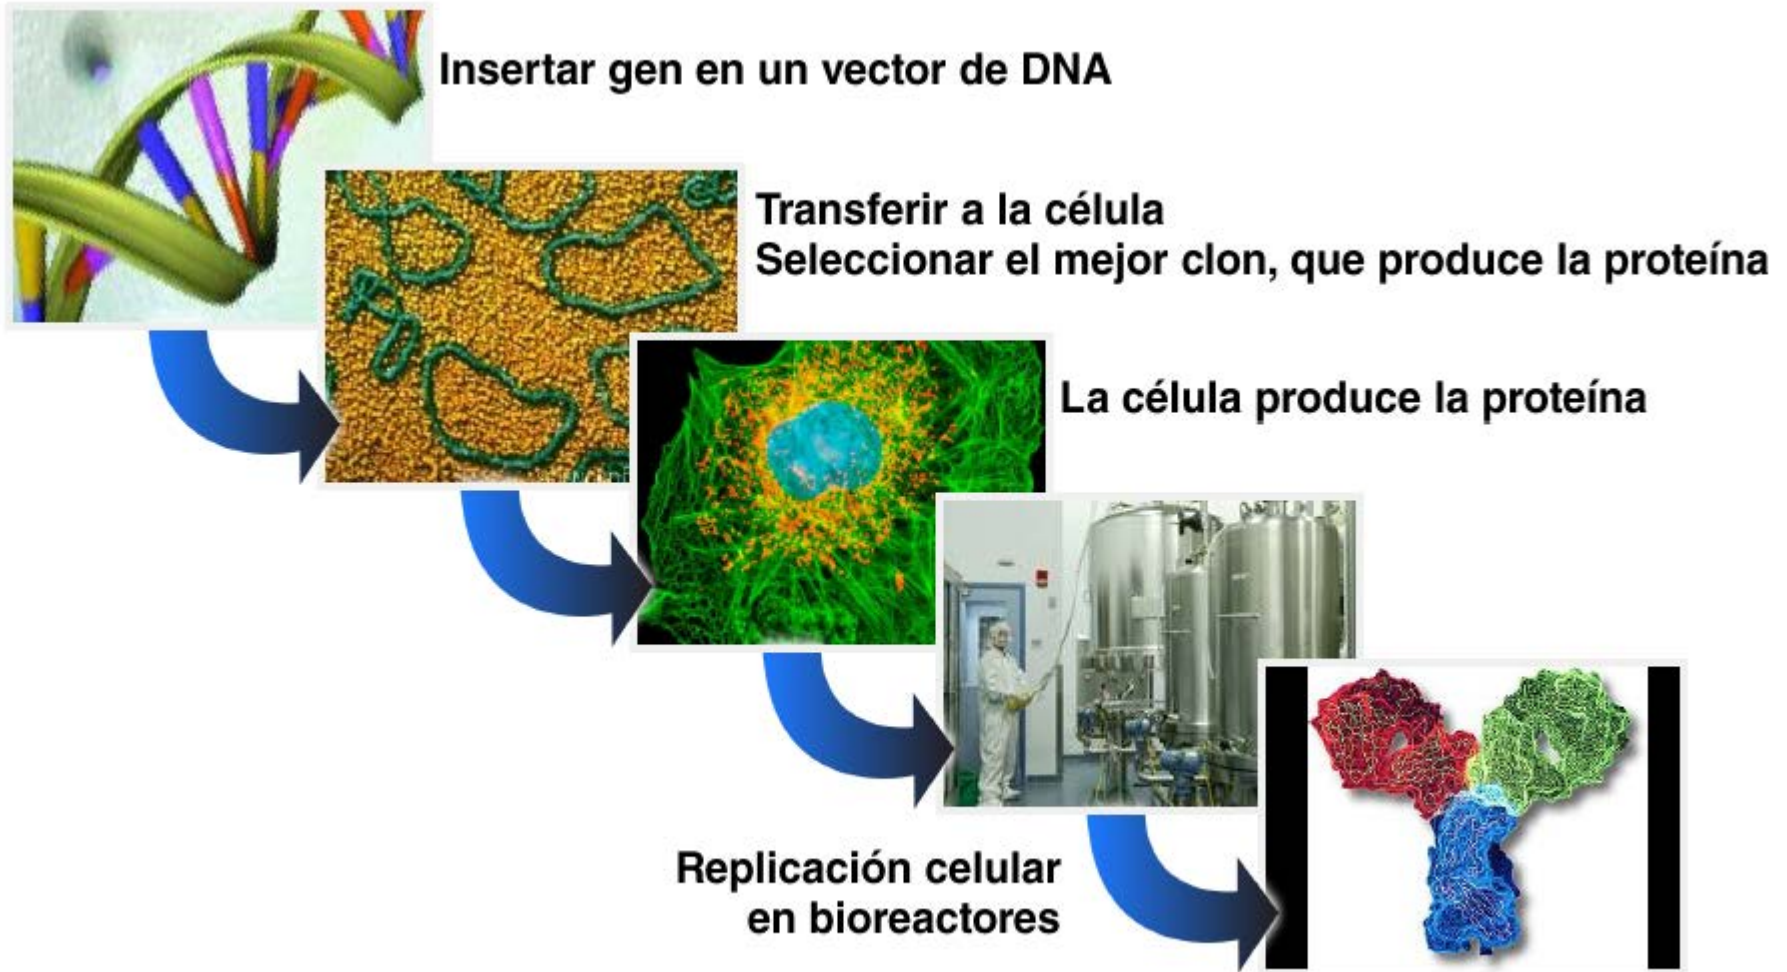 Insertar gen en un vector de DNA
Transferir a la célula
Seleccionar el mejor clon, que produce la proteína
La célula produce la proteína
Replicación celular
en bioreactores